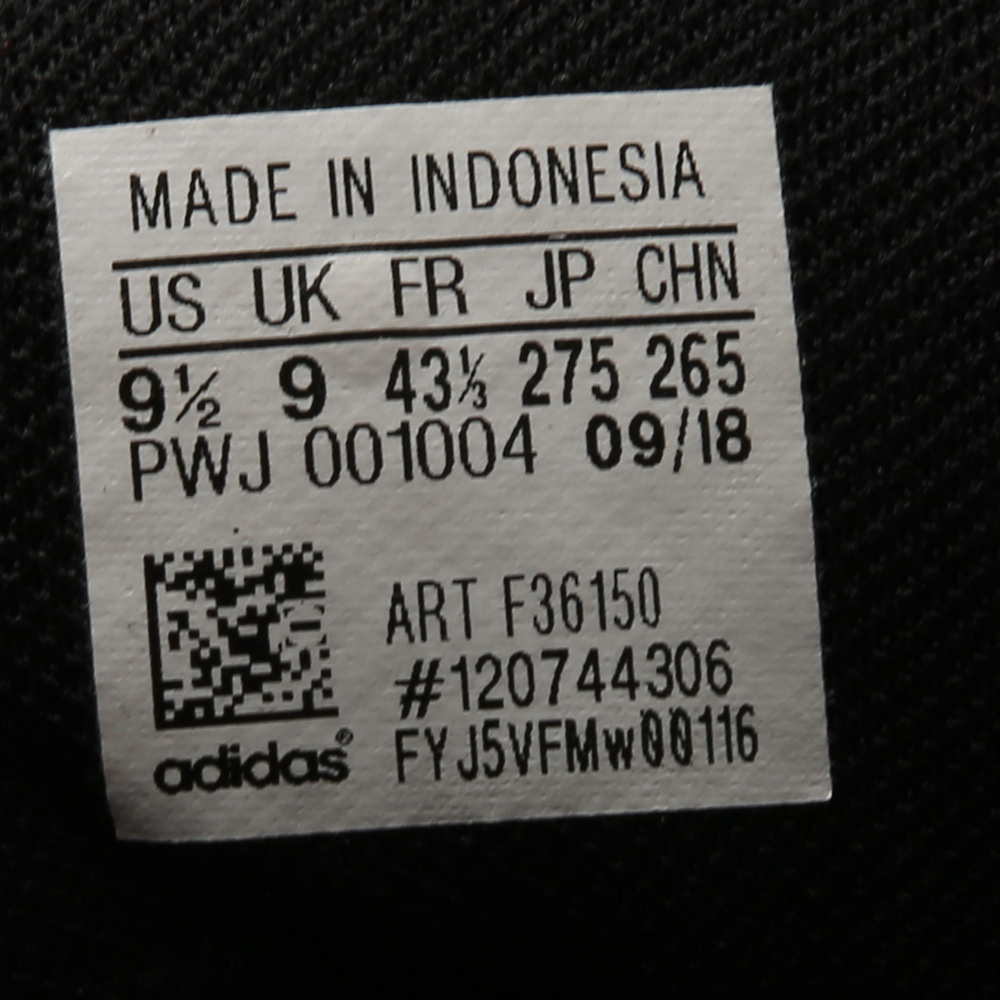 MADE IN INDONESIA
US UK FR JP CHN
9½ 9 43⅓ 275 265
PWJ 001004 09/18
ART F36150
#120744306
adidas® FYJ5VFMw00116